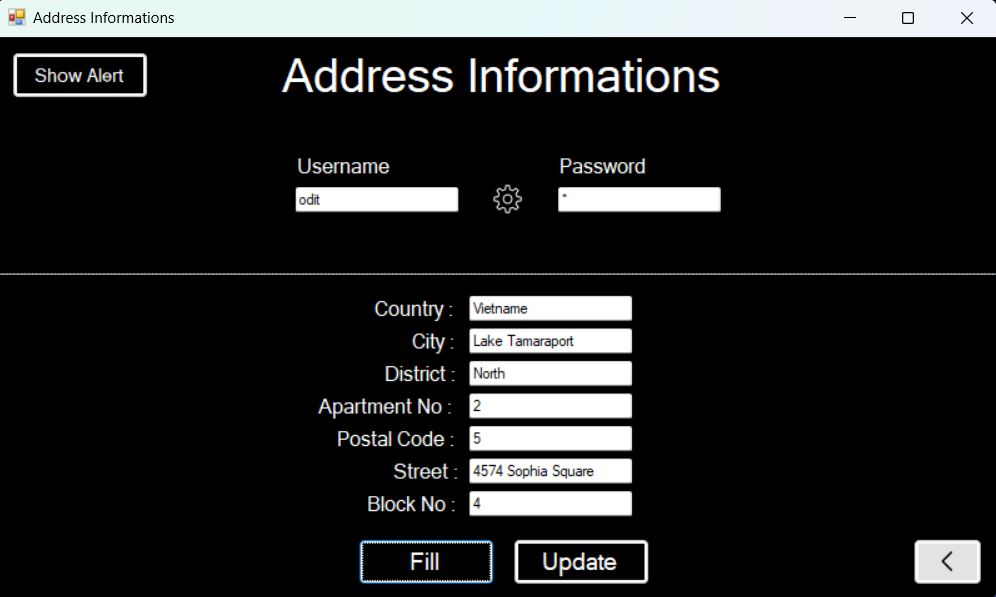 Address Informations
Show Alert
Address Informations
Username
Password
odit
*
Country :
Vietname
City :
Lake Tamaraport
District :
North
Apartment No :
2
Postal Code :
5
Street :
4574 Sophia Square
Block No :
4
Fill
Update
<